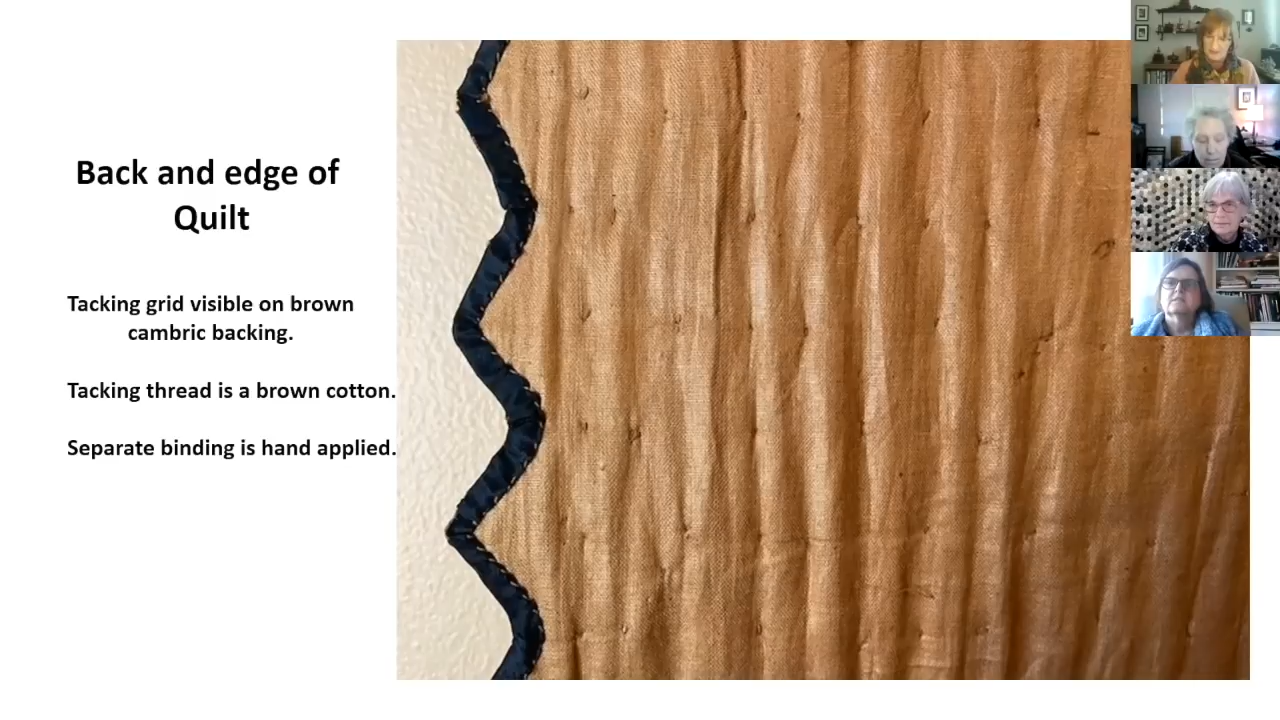 Back and edge of
Quilt
Tacking grid visible on brown
cambric backing.
Tacking thread is a brown cotton.
Separate binding is hand applied.